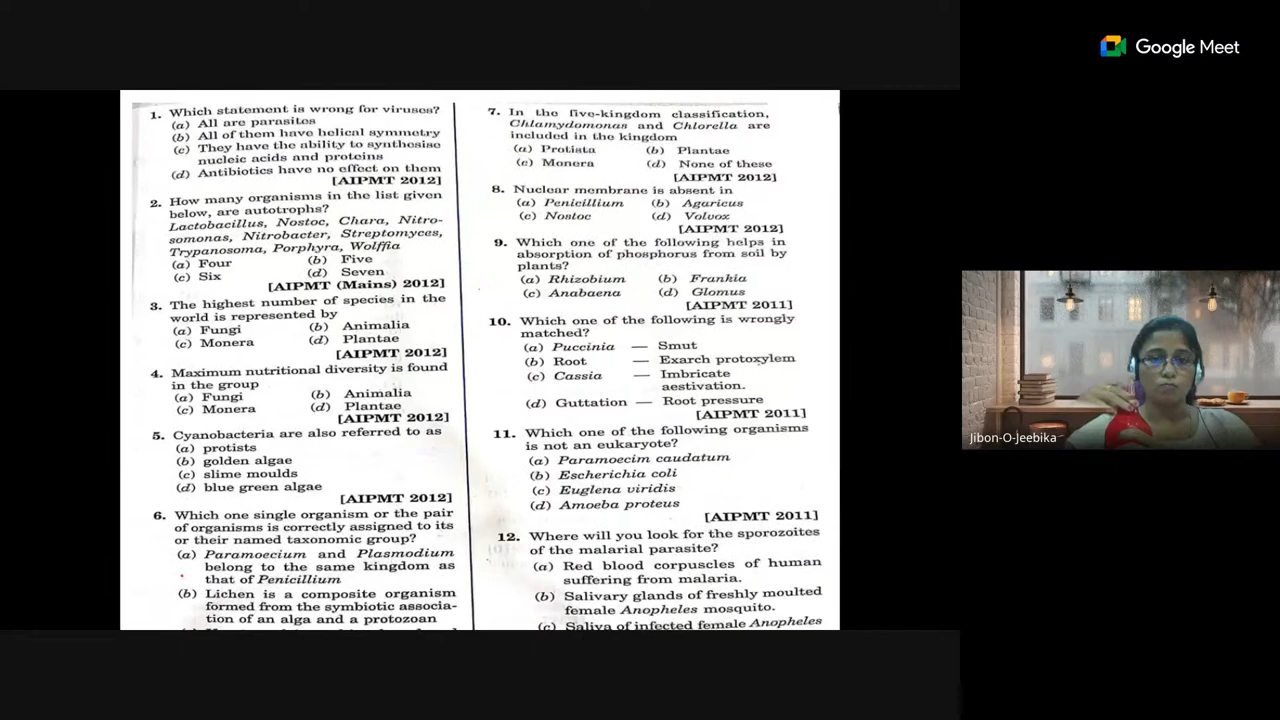 Google Meet
1. Which statement is wrong for viruses?
(a) All are parasites
(b) All of them have helical symmetry
(c) They have the ability to synthesise
nucleic acids and proteins
(d) Antibiotics have no effect on them
[AIPMT 2012]
2. How many organisms in the list given
below, are autotrophs?
Lactobacillus, Nostoc, Chara, Nitro-
somonas, Nitrobacter, Streptomyces,
Trypanosoma, Porphyra, Wolffia
(a) Four (b) Five
(c) Six (d) Seven
[AIPMT (Mains) 2012]
3. The highest number of species in the
world is represented by
(a) Fungi (b) Animalia
(c) Monera (d) Plantae
[AIPMT 2012]
4. Maximum nutritional diversity is found
in the group
(a) Fungi (b) Animalia
(c) Monera (d) Plantae
[AIPMT 2012]
5. Cyanobacteria are also referred to as
(a) protists
(b) golden algae
(c) slime moulds
(d) blue green algae
[AIPMT 2012]
6. Which one single organism or the pair
of organisms is correctly assigned to its
or their named taxonomic group?
(a) Paramoecium and Plasmodium
belong to the same kingdom as
that of Penicillium
(b) Lichen is a composite organism
formed from the symbiotic associa-
tion of an alga and a protozoan
7. In the five-kingdom classification,
Chlamydomonas and Chlorella are
included in the kingdom
(a) Protista (b) Plantae
(c) Monera (d) None of these
[AIPMT 2012]
8. Nuclear membrane is absent in
(a) Penicillium (b) Agaricus
(c) Nostoc (d) Volvox
[AIPMT 2012]
9. Which one of the following helps in
absorption of phosphorus from soil by
plants?
(a) Rhizobium (b) Frankia
(c) Anabaena (d) Glomus
[AIPMT 2011]
10. Which one of the following is wrongly
matched?
(a) Puccinia — Smut
(b) Root — Exarch protoxylem
(c) Cassia — Imbricate
aestivation.
(d) Guttation — Root pressure
[AIPMT 2011]
11. Which one of the following organisms
is not an eukaryote?
(a) Paramoecim caudatum
(b) Escherichia coli
(c) Euglena viridis
(d) Amoeba proteus
[AIPMT 2011]
12. Where will you look for the sporozoites
of the malarial parasite?
(a) Red blood corpuscles of human
suffering from malaria.
(b) Salivary glands of freshly moulted
female Anopheles mosquito.
(c) Saliva of infected female Anopheles
Jibon-O-Jeebika